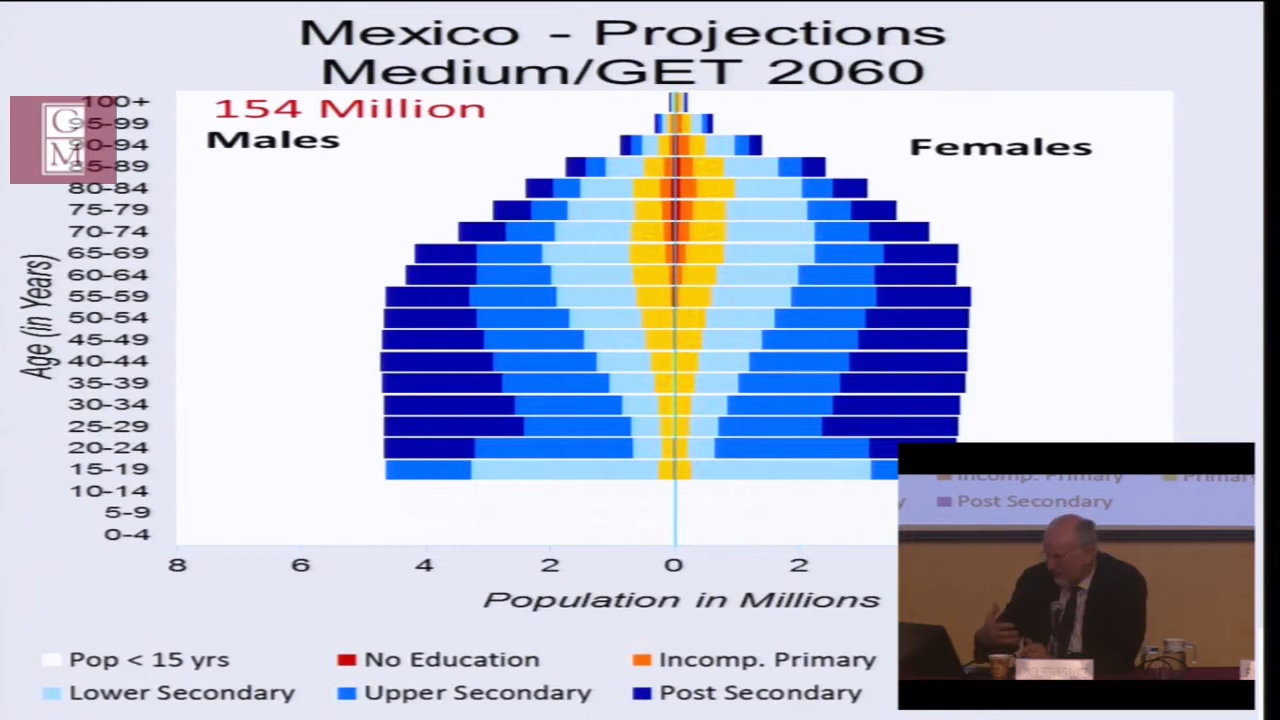 Mexico - Projections
Medium/GET 2060
154 Million
Males
Females
G
M
Age (in Years)
100+
95-99
90-94
85-89
80-84
75-79
70-74
65-69
60-64
55-59
50-54
45-49
40-44
35-39
30-34
25-29
20-24
15-19
10-14
5-9
0-4
8 6 4 2 0 2
Population in Millions
Pop < 15 yrs No Education Incomp. Primary
Lower Secondary Upper Secondary Post Secondary
Incomp. Primary Primary
y Post Secondary